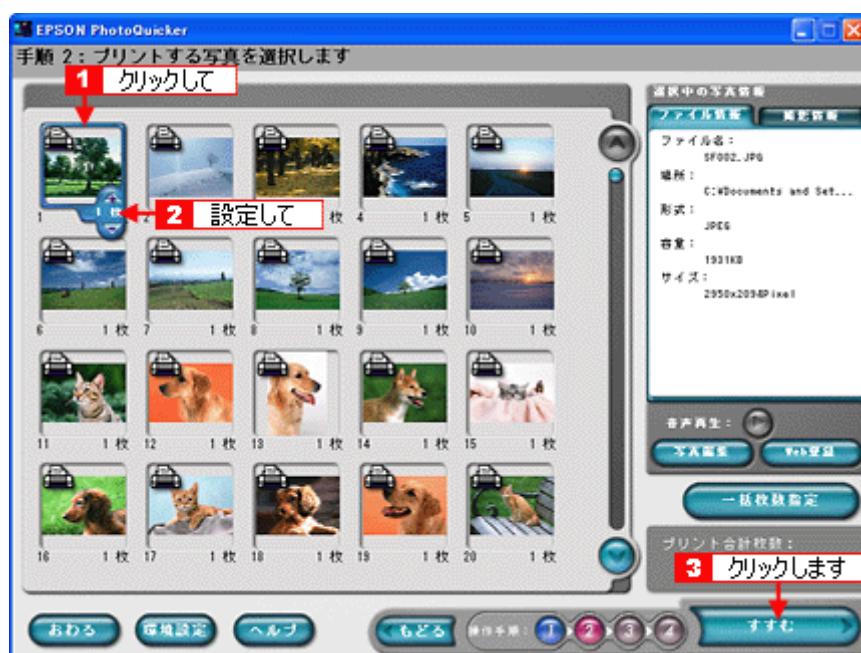 EPSON PhotoQuicker
手順 2：プリントする写真を選択します
1 クリックして
2 設定して
1 1 枚
2 枚
4 1 枚
5 1 枚
6 1 枚
7 1 枚
8 1 枚
9 1 枚
10 1 枚
11 1 枚
12 1 枚
13 1 枚
14 1 枚
15 1 枚
16 1 枚
17 1 枚
18 1 枚
19 1 枚
20 1 枚
選択中の写真情報
ファイル情報 撮影情報
ファイル名：
SF002.JPG
場所：
C:¥Documents and Set...
形式：
JPEG
容量：
1931KB
サイズ：
2950x2094Pixel
音声再生：
写真編集 Web登録
一括枚数指定
プリント合計枚数：
3 クリックします
おわる 環境設定 ヘルプ もどる 操作手順： 1 2 3 4 すすむ